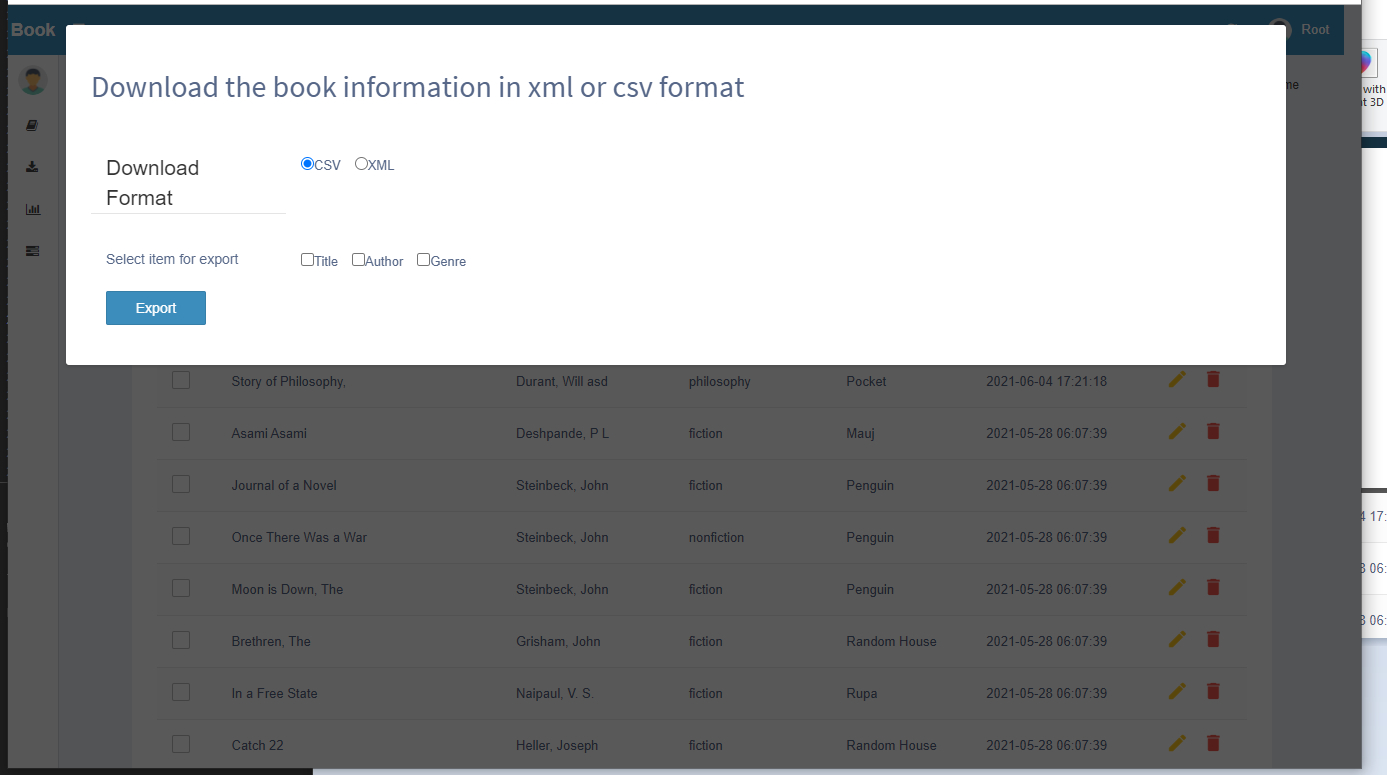 Book
Root
Download the book information in xml or csv format
me
with
Download
Format
CSV XML
t 3D
Select item for export
Title Author Genre
Export
Story of Philosophy, Durant, Will asd philosophy Pocket 2021-06-04 17:21:18
Asami Asami Deshpande, P L fiction Mauj 2021-05-28 06:07:39
Journal of a Novel Steinbeck, John fiction Penguin 2021-05-28 06:07:39
4 17:
Once There Was a War Steinbeck, John nonfiction Penguin 2021-05-28 06:07:39
8 06:
Moon is Down, The Steinbeck, John fiction Penguin 2021-05-28 06:07:39
8 06:
Brethren, The Grisham, John fiction Random House 2021-05-28 06:07:39
In a Free State Naipaul, V. S. fiction Rupa 2021-05-28 06:07:39
Catch 22 Heller, Joseph fiction Random House 2021-05-28 06:07:39